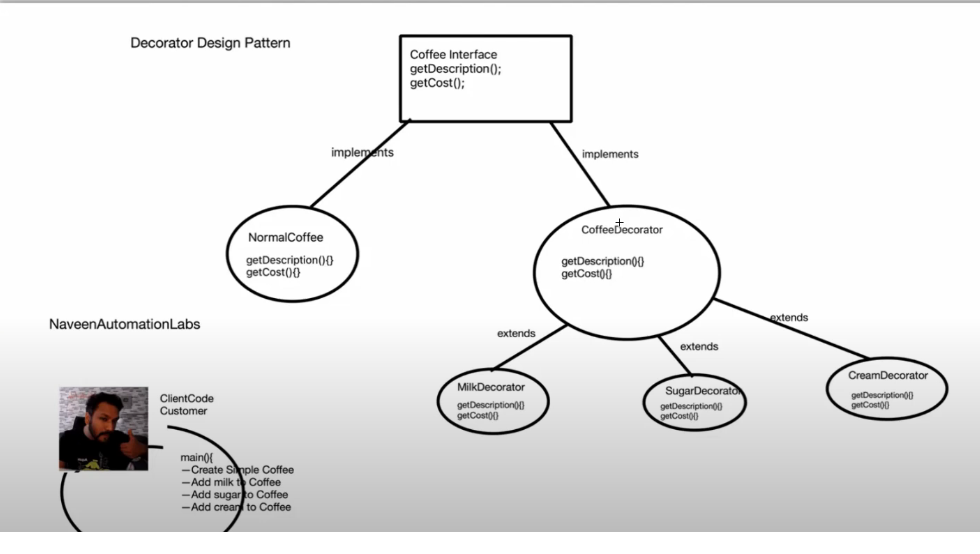 Decorator Design Pattern
Coffee Interface
getDescription();
getCost();
implements
implements
NormalCoffee
getDescription(){}
getCost(){}
CoffeeDecorator
getDescription(){}
getCost(){}
NaveenAutomationLabs
extends
extends
extends
MilkDecorator
getDescription(){}
getCost(){}
SugarDecorator
getDescription(){}
getCost(){}
CreamDecorator
getDescription(){}
getCost(){}
ClientCode
Customer
main(){
—Create Simple Coffee
—Add milk to Coffee
—Add sugar to Coffee
—Add cream to Coffee